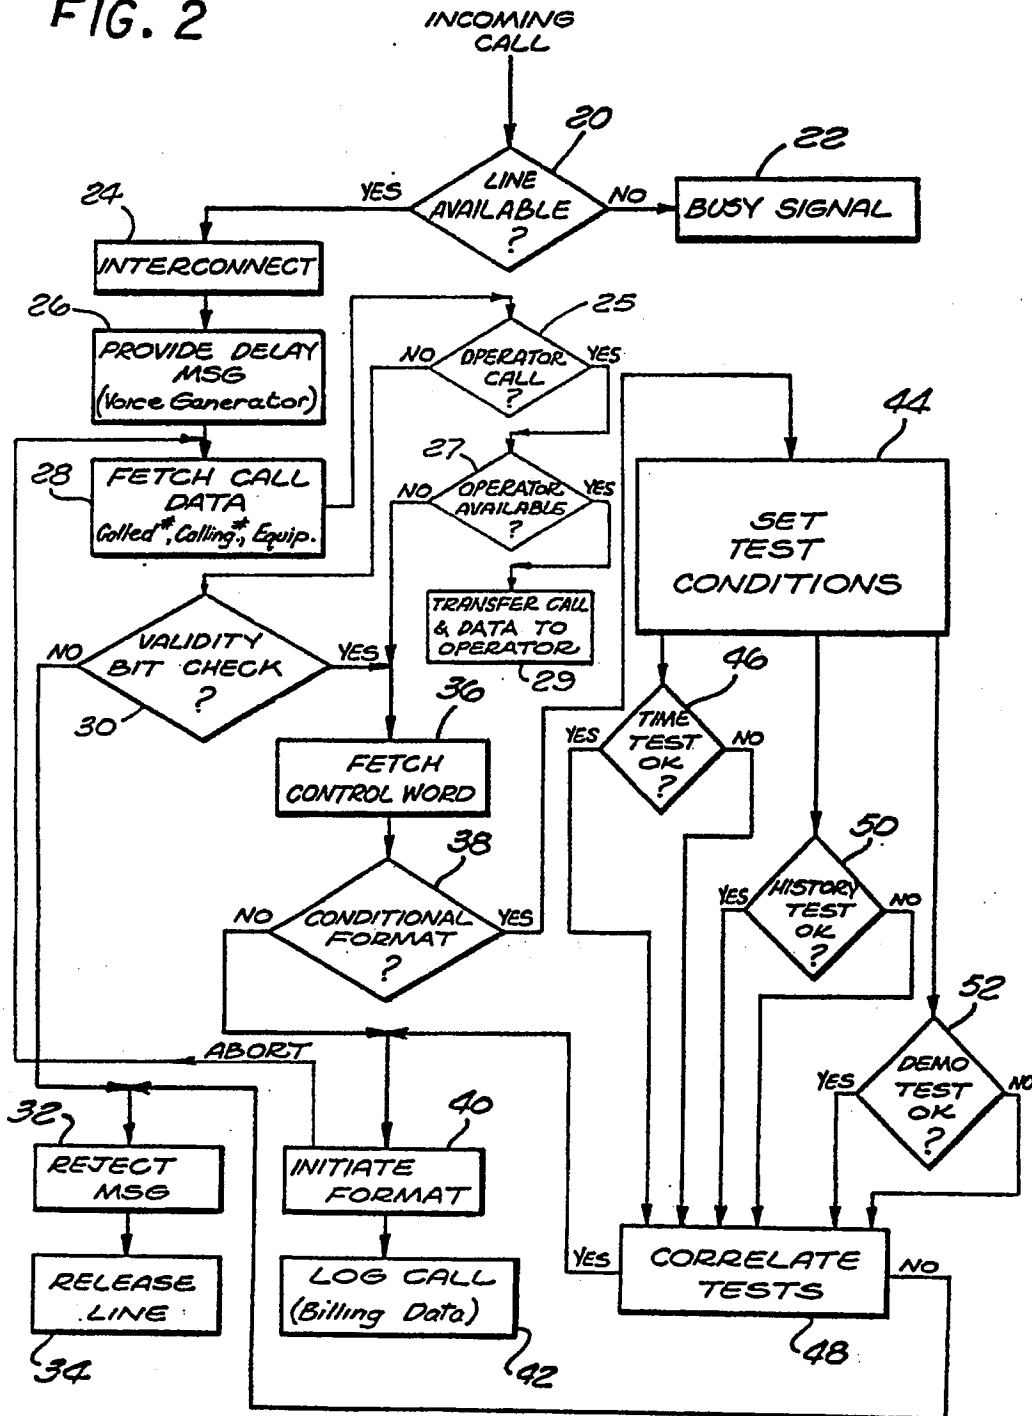 FIG. 2
INCOMING
CALL
20
22
LINE
AVAILABLE
?
YES
NO
BUSY SIGNAL
24
INTERCONNECT
26
PROVIDE DELAY
MSG
(Voice Generator)
25
OPERATOR
CALL
?
NO
YES
28
FETCH CALL
DATA
Called#, Calling#, Equip.
27
OPERATOR
AVAILABLE
?
NO
YES
44
SET
TEST
CONDITIONS
TRANSFER CALL
& DATA TO
OPERATOR
29
VALIDITY
BIT CHECK
?
NO
YES
30
36
FETCH
CONTROL WORD
46
TIME
TEST
OK
?
YES
NO
38
CONDITIONAL
FORMAT
?
NO
YES
50
HISTORY
TEST
OK
?
YES
NO
52
DEMO
TEST
OK
?
YES
NO
ABORT
32
REJECT
MSG
40
INITIATE
FORMAT
RELEASE
LINE
34
LOG CALL
(Billing Data)
42
CORRELATE
TESTS
YES
NO
48